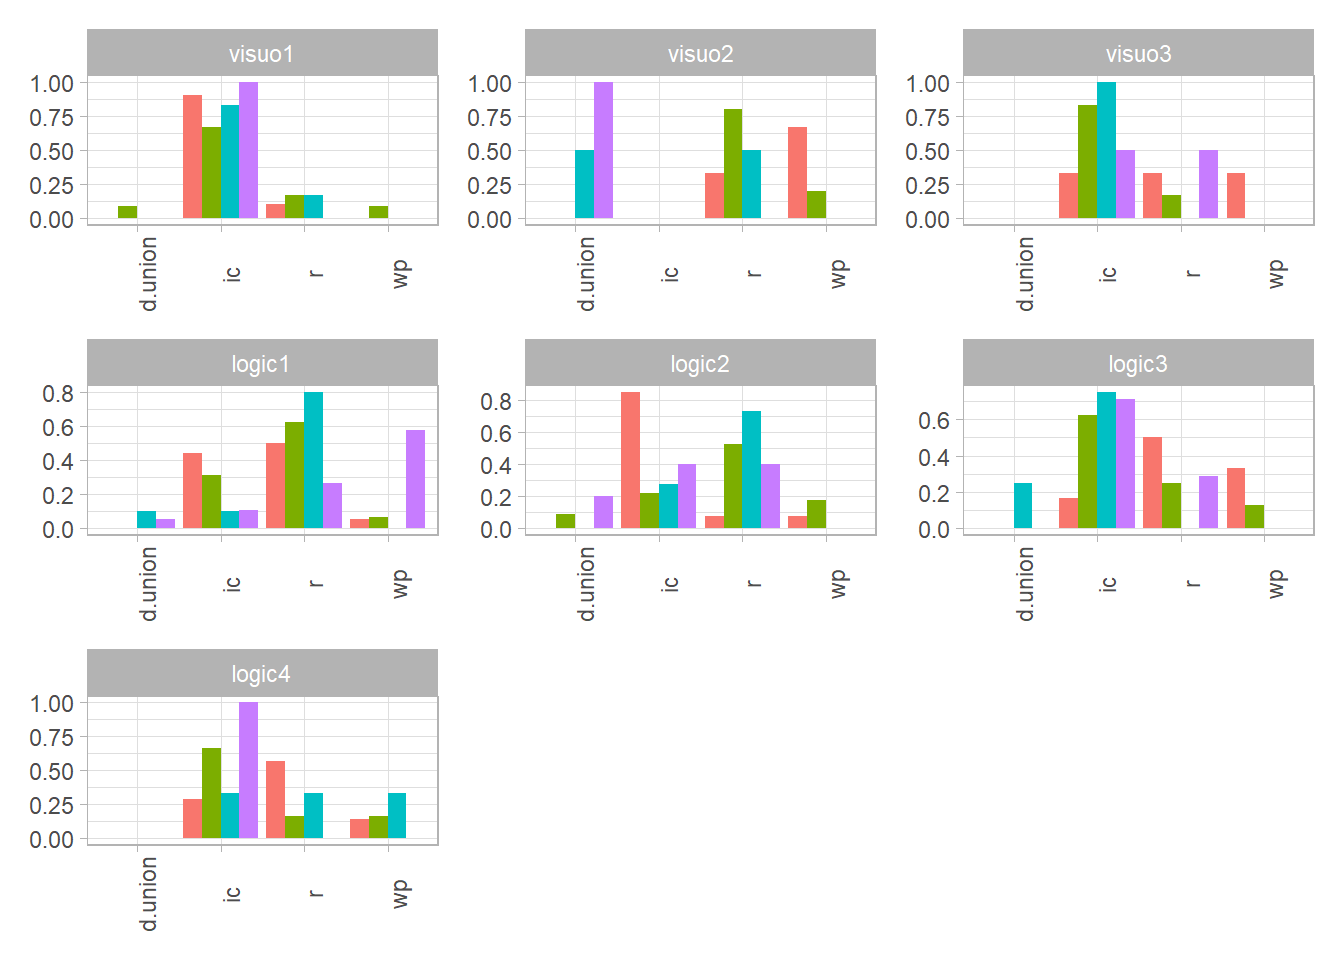 visuo1 visuo2 visuo3
1.00 1.00 1.00
0.75 0.75 0.75
0.50 0.50 0.50
0.25 0.25 0.25
0.00 0.00 0.00
d.union ic r wp d.union ic r wp d.union ic r wp
logic1 logic2 logic3
0.8 0.8
0.6 0.6 0.6
0.4 0.4 0.4
0.2 0.2 0.2
0.0 0.0 0.0
d.union ic r wp d.union ic r wp d.union ic r wp
logic4
1.00
0.75
0.50
0.25
0.00
d.union ic r wp